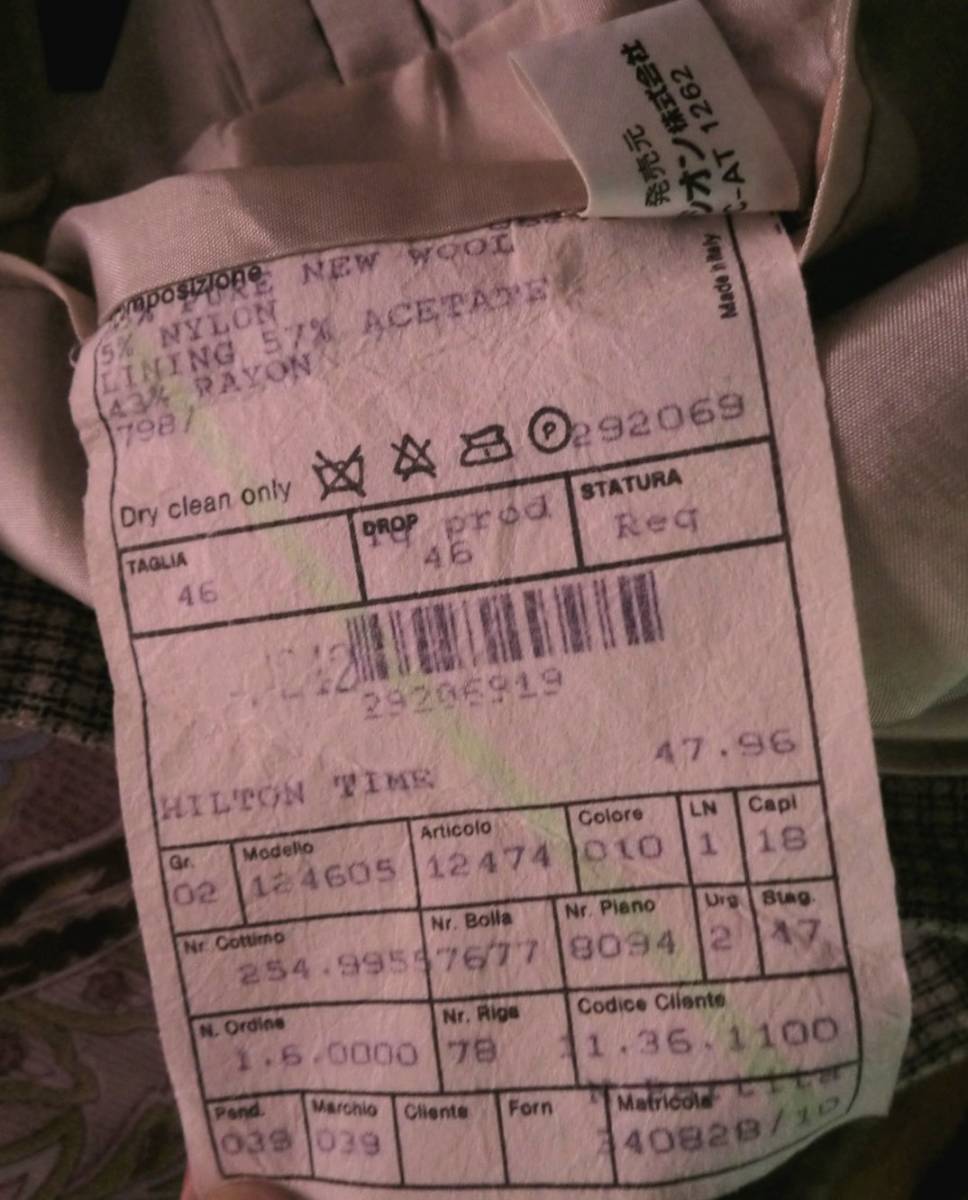 発売元
オーン株式会社
AT 1262
Made in Italy
% PURE NEW WOOL
5% NYLON
LINING 57% ACETATE
43% RAYON
798/
292069
Dry clean only
P
TAGLIA DROP STATURA
prod
46 46 Reg
29206919
47.96
HILTON TIME
Gr. Modello Articolo Colore LN Capi
02 124605 12474 010 1 18
Nr. Cottimo Nr. Bolla Nr. Piano Urg. Stag.
254.995 7677 8094 2 47
N. Ordine Nr. Riga Codice Cliente
1.6.0000 78 1.36.1100
Pend. Marchio Cliente Forn Matricola
039 039 40828/10